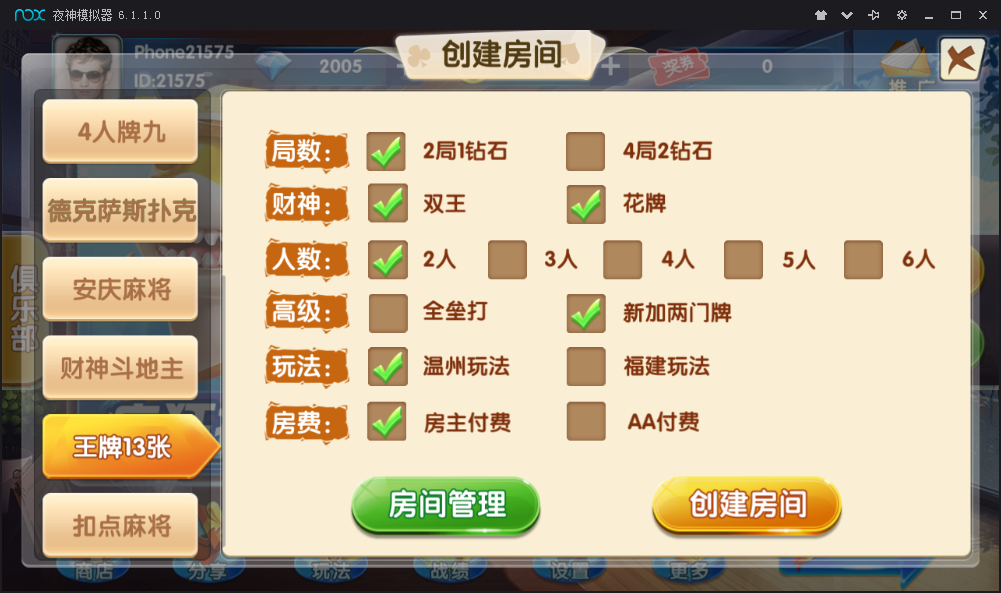 nox 夜神模拟器 6.1.1.0
Phone21575
ID:21575
2005
创建房间
奖券
0
推广
俱乐部
4人牌九
德克萨斯扑克
安庆麻将
财神斗地主
王牌13张
扣点麻将
局数: 2局1钻石 4局2钻石
财神: 双王 花牌
人数: 2人 3人 4人 5人 6人
高级: 全垒打 新加两门牌
玩法: 温州玩法 福建玩法
房费: 房主付费 AA付费
房间管理 创建房间
商店 分享 玩法 战绩 设置 更多